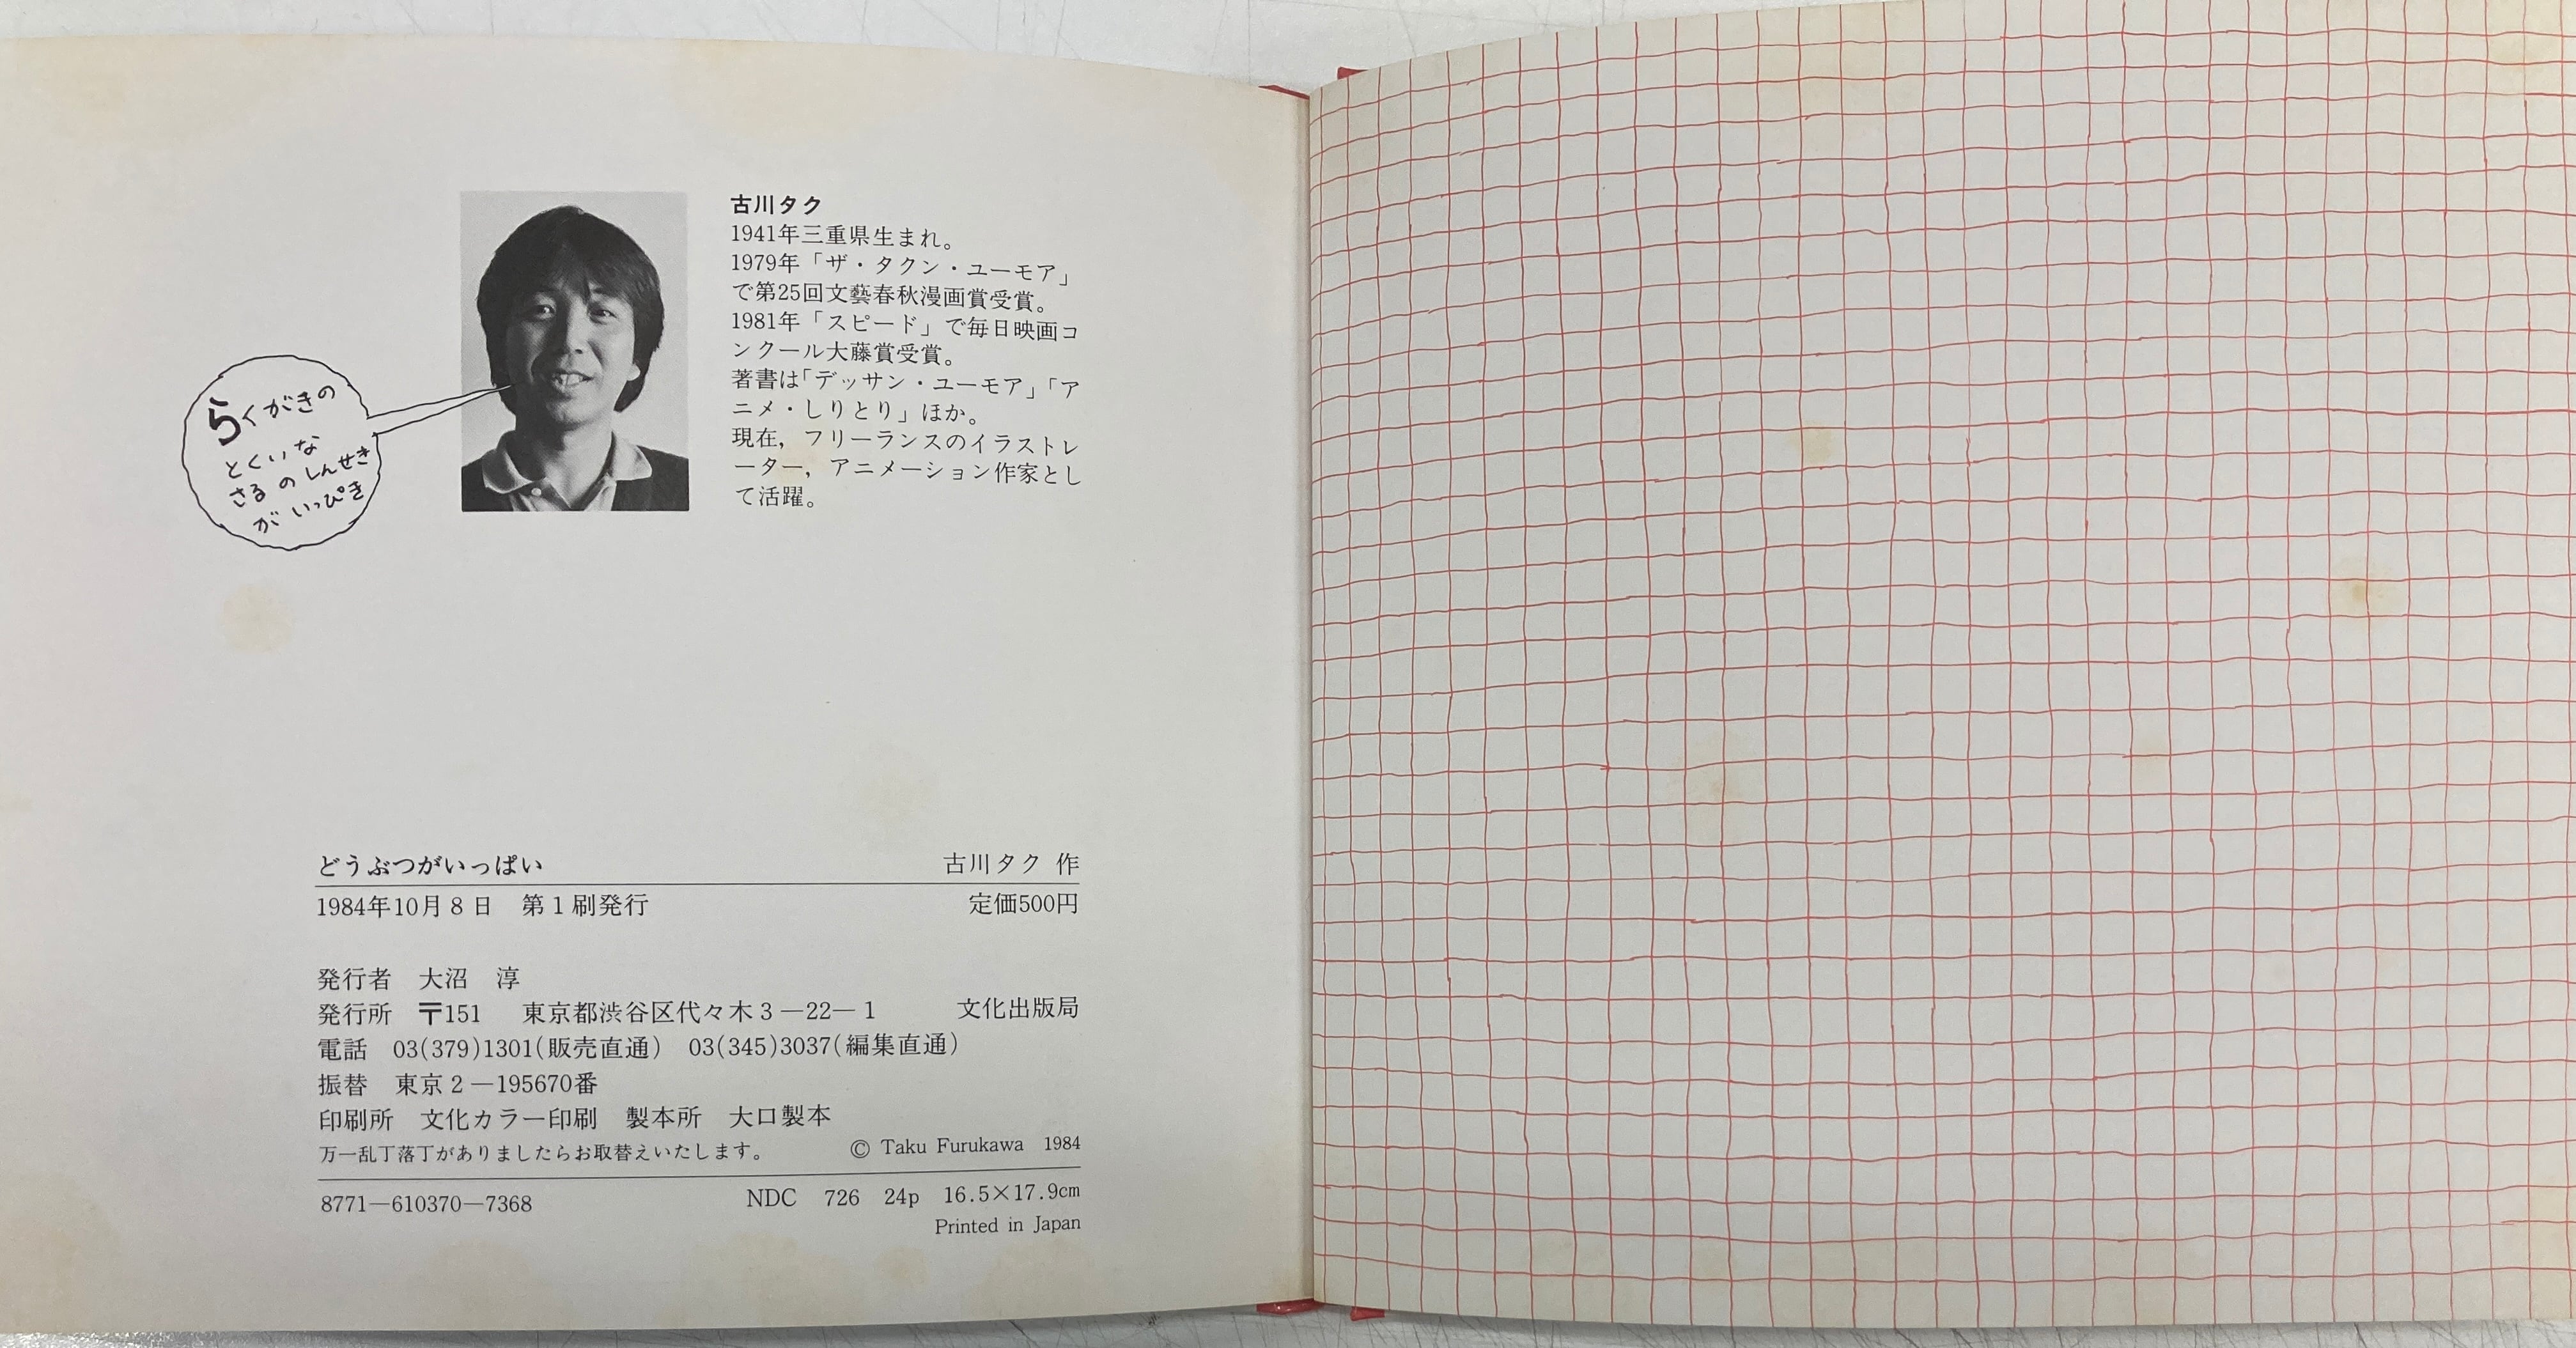 古川タク
1941年三重県生まれ。
1979年「ザ・タクン・ユーモア」
で第25回文藝春秋漫画賞受賞。
1981年「スピード」で毎日映画コ
ンクール大藤賞受賞。
著書は「デッサン・ユーモア」「ア
ニメ・しりとり」ほか。
現在，フリーランスのイラストレ
ーター，アニメーション作家とし
て活躍。
らくがきの
とくいな
さるのしんせき
がいっぴき
どうぶつがいっぱい　古川タク 作
1984年10月8日　第1刷発行　定価500円
発行者　大沼　淳
発行所　〒151　東京都渋谷区代々木3―22―1　文化出版局
電話　03(379)1301(販売直通)　03(345)3037(編集直通)
振替　東京2―195670番
印刷所　文化カラー印刷　製本所　大口製本
万一乱丁落丁がありましたらお取替えいたします。　© Taku Furukawa 1984
8771―610370―7368　NDC 726 24p 16.5×17.9cm
Printed in Japan